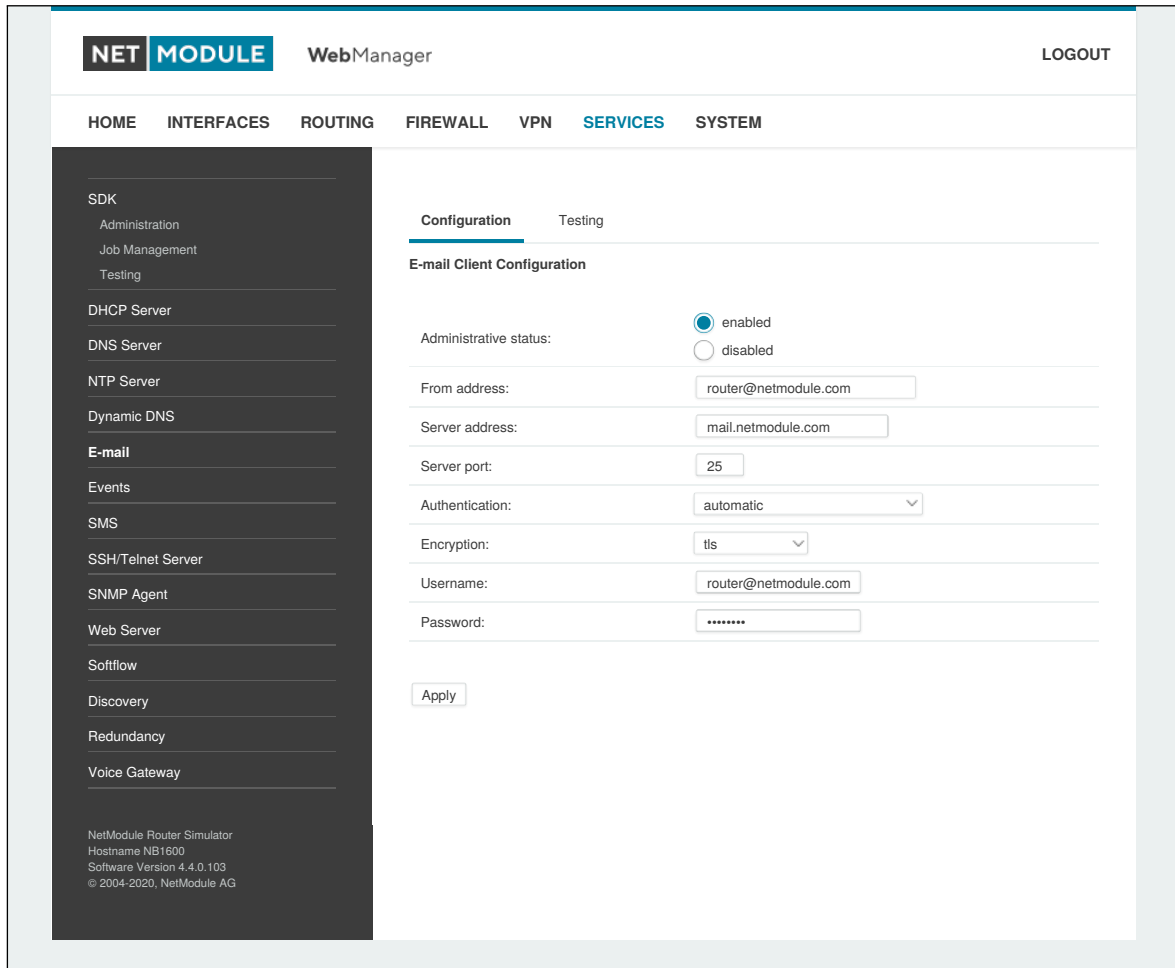 NET MODULE WebManager LOGOUT
HOME INTERFACES ROUTING FIREWALL VPN SERVICES SYSTEM
SDK
Administration
Job Management
Testing
DHCP Server
DNS Server
NTP Server
Dynamic DNS
E-mail
Events
SMS
SSH/Telnet Server
SNMP Agent
Web Server
Softflow
Discovery
Redundancy
Voice Gateway
NetModule Router Simulator
Hostname NB1600
Software Version 4.4.0.103
© 2004-2020, NetModule AG
Configuration Testing
E-mail Client Configuration
Administrative status: enabled
disabled
From address: router@netmodule.com
Server address: mail.netmodule.com
Server port: 25
Authentication: automatic
Encryption: tls
Username: router@netmodule.com
Password: ••••••••
Apply